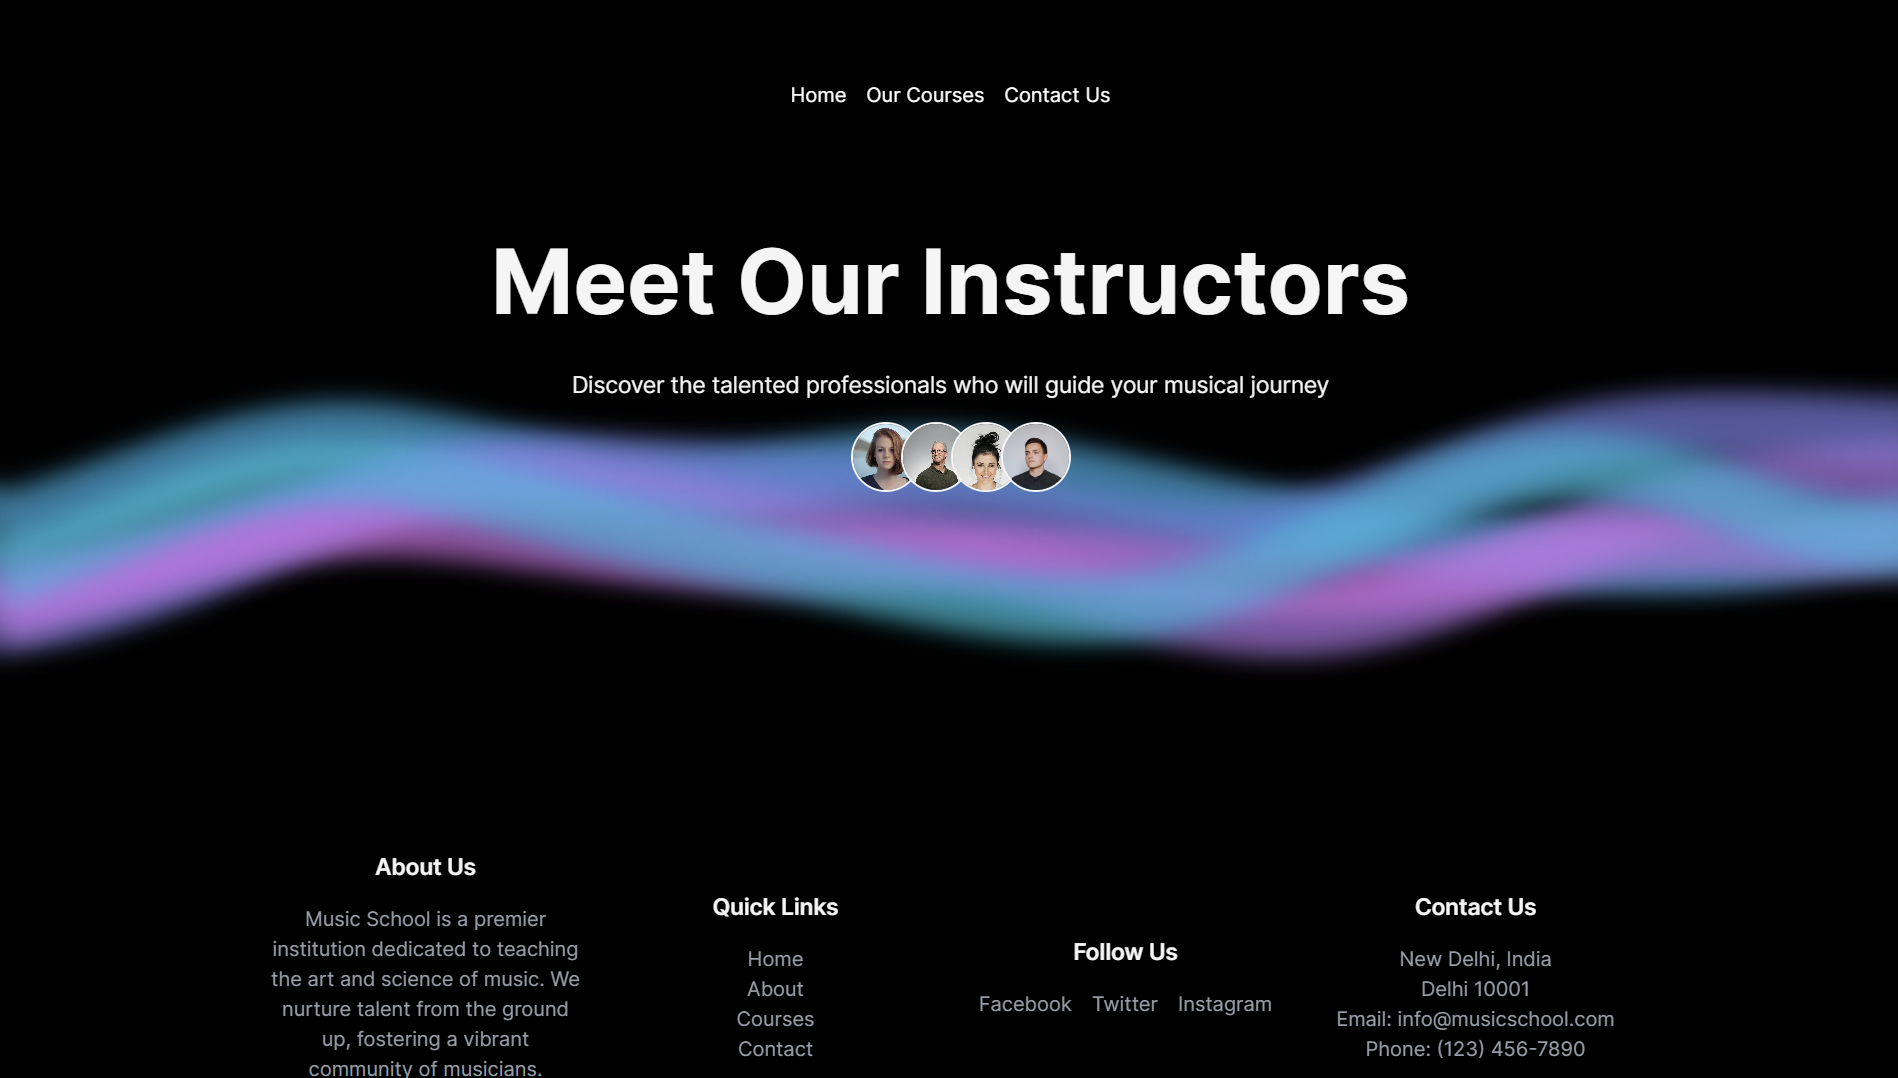 Home Our Courses Contact Us
Meet Our Instructors
Discover the talented professionals who will guide your musical journey
About Us
Music School is a premier
institution dedicated to teaching
the art and science of music. We
nurture talent from the ground
up, fostering a vibrant
community of musicians.
Quick Links
Home
About
Courses
Contact
Follow Us
Facebook Twitter Instagram
Contact Us
New Delhi, India
Delhi 10001
Email: info@musicschool.com
Phone: (123) 456-7890